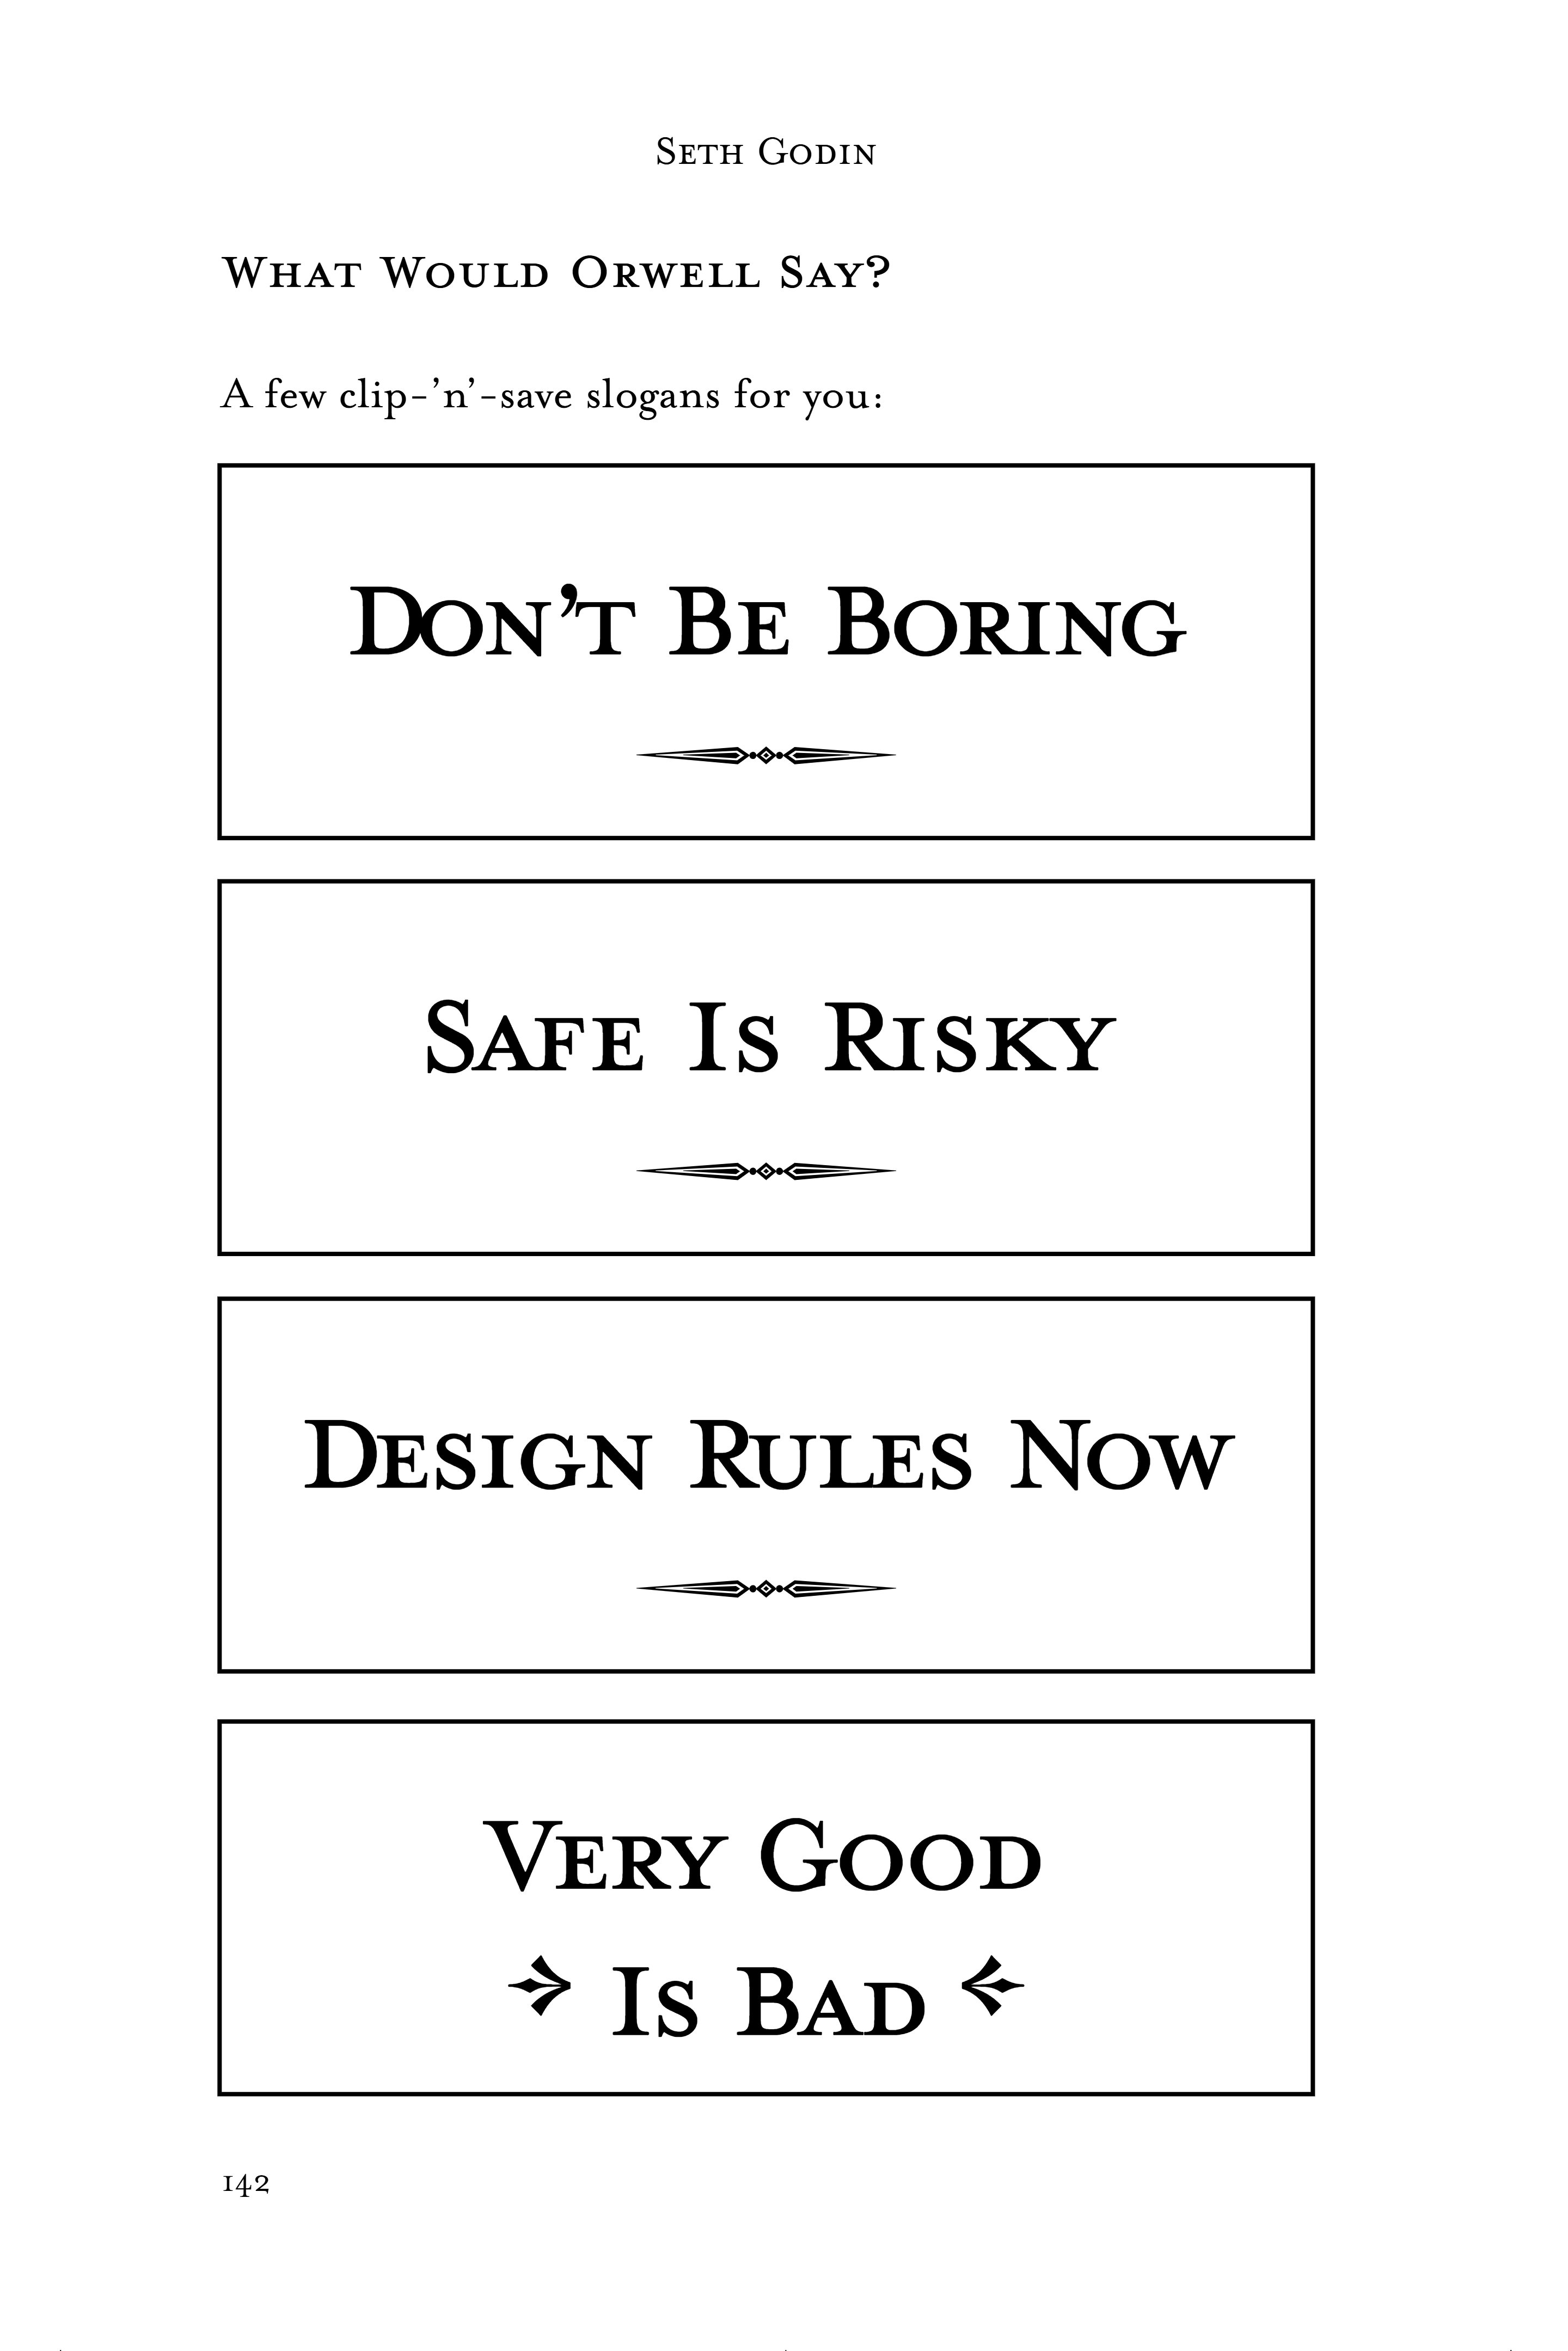 Seth Godin
What Would Orwell Say?
A few clip-’n’-save slogans for you:
Don’t Be Boring
Safe Is Risky
Design Rules Now
Very Good
Is Bad
142